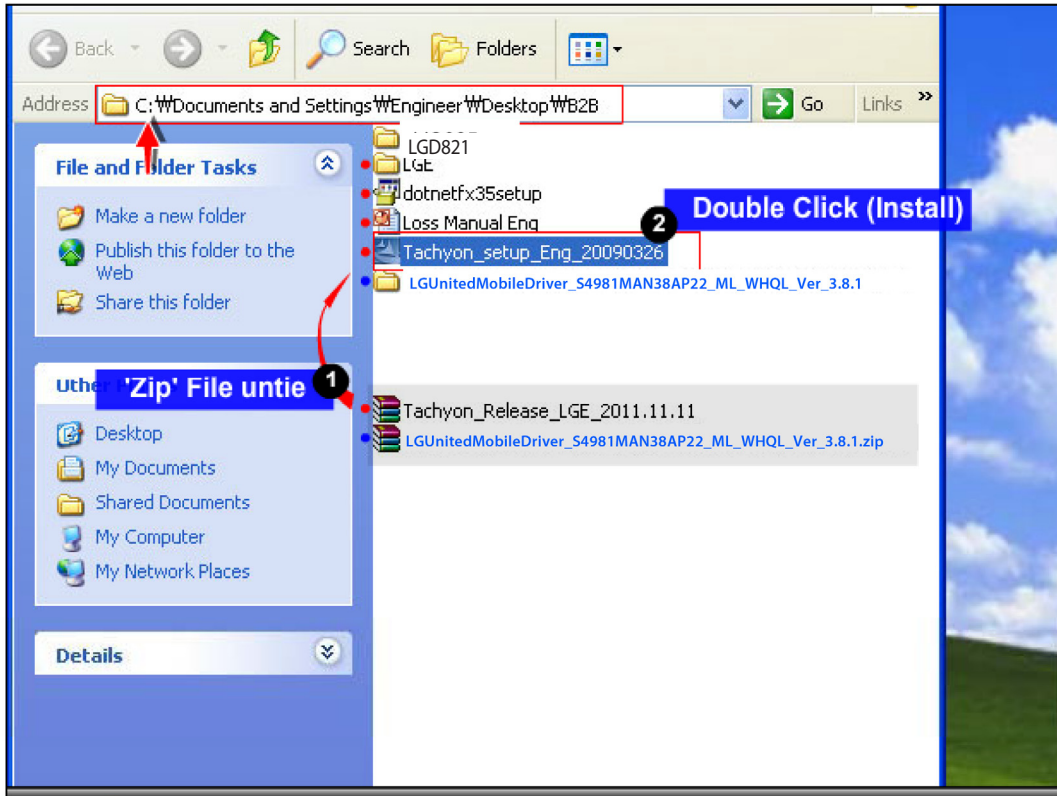 Back
Search
Folders
Address
C:₩Documents and Settings₩Engineer₩Desktop₩B2B
Go
Links
»
File and Folder Tasks
Make a new folder
Publish this folder to the
Web
Share this folder
'Zip' File untie
1
Desktop
My Documents
Shared Documents
My Computer
My Network Places
Details
LGD821
LGE
dotnetfx35setup
Loss Manual Eng
2
Double Click (Install)
Tachyon_setup_Eng_20090326
LGUnitedMobileDriver_S4981MAN38AP22_ML_WHQL_Ver_3.8.1
Tachyon_Release_LGE_2011.11.11
LGUnitedMobileDriver_S4981MAN38AP22_ML_WHQL_Ver_3.8.1.zip